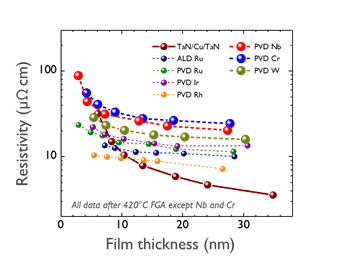 TaN/Cu/TaN
ALD Ru
PVD Ru
PVD Ir
PVD Rh
PVD Nb
PVD Cr
PVD W
100
10
Resistivity (μΩ cm)
All data after 420°C FGA except Nb and Cr
0 10 20 30 40
Film thickness (nm)